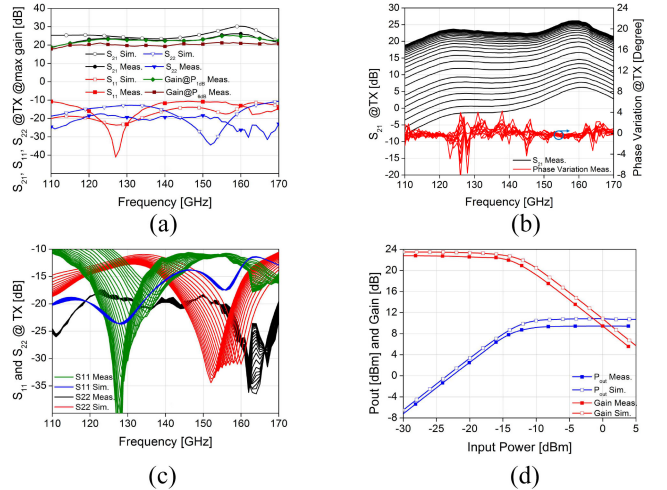 S21, S11, S22 @TX @max gain [dB]
40
30
20
10
0
-10
-20
-30
-40
S21 Sim.
S22 Sim.
S21 Meas.
S22 Meas.
S11 Sim.
Gain@P1dB Meas.
S11 Meas.
Gain@P6dB Meas.
110 120 130 140 150 160 170
Frequency [GHz]
(a)
S21 @TX [dB]
30
25
20
15
10
5
0
-5
-10
-15
-20
24
20
16
12
8
4
0
-4
-8
Phase Variation @TX [Degree]
S21 Meas.
Phase Variation Meas.
110 120 130 140 150 160 170
Frequency [GHz]
(b)
S11 and S22 @ TX [dB]
-10
-15
-20
-25
-30
-35
S11 Meas.
S11 Sim.
S22 Meas.
S22 Sim.
110 120 130 140 150 160 170
Frequency [GHz]
(c)
Pout [dBm] and Gain [dB]
24
20
16
12
8
4
0
-4
-8
Pout Meas.
Pout Sim.
Gain Meas.
Gain Sim.
-30 -25 -20 -15 -10 -5 0 5
Input Power [dBm]
(d)